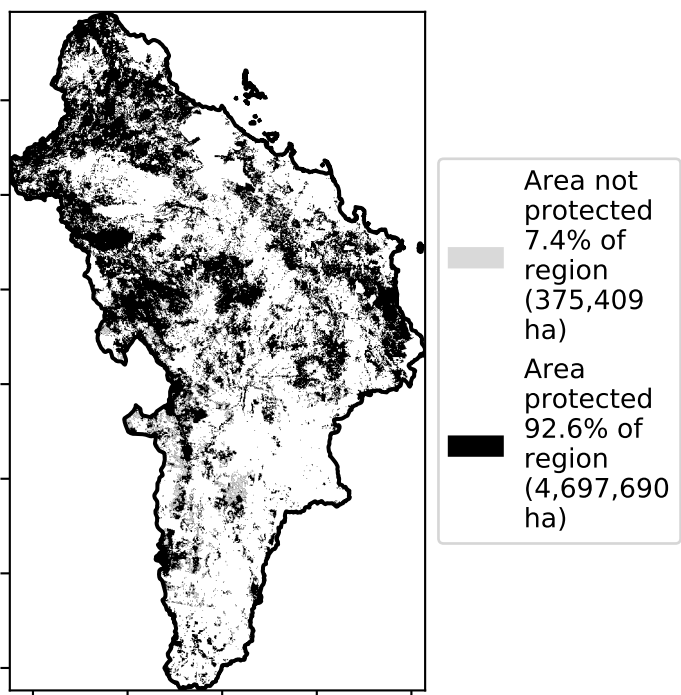 Area not
protected
7.4% of
region
(375,409
ha)
Area
protected
92.6% of
region
(4,697,690
ha)